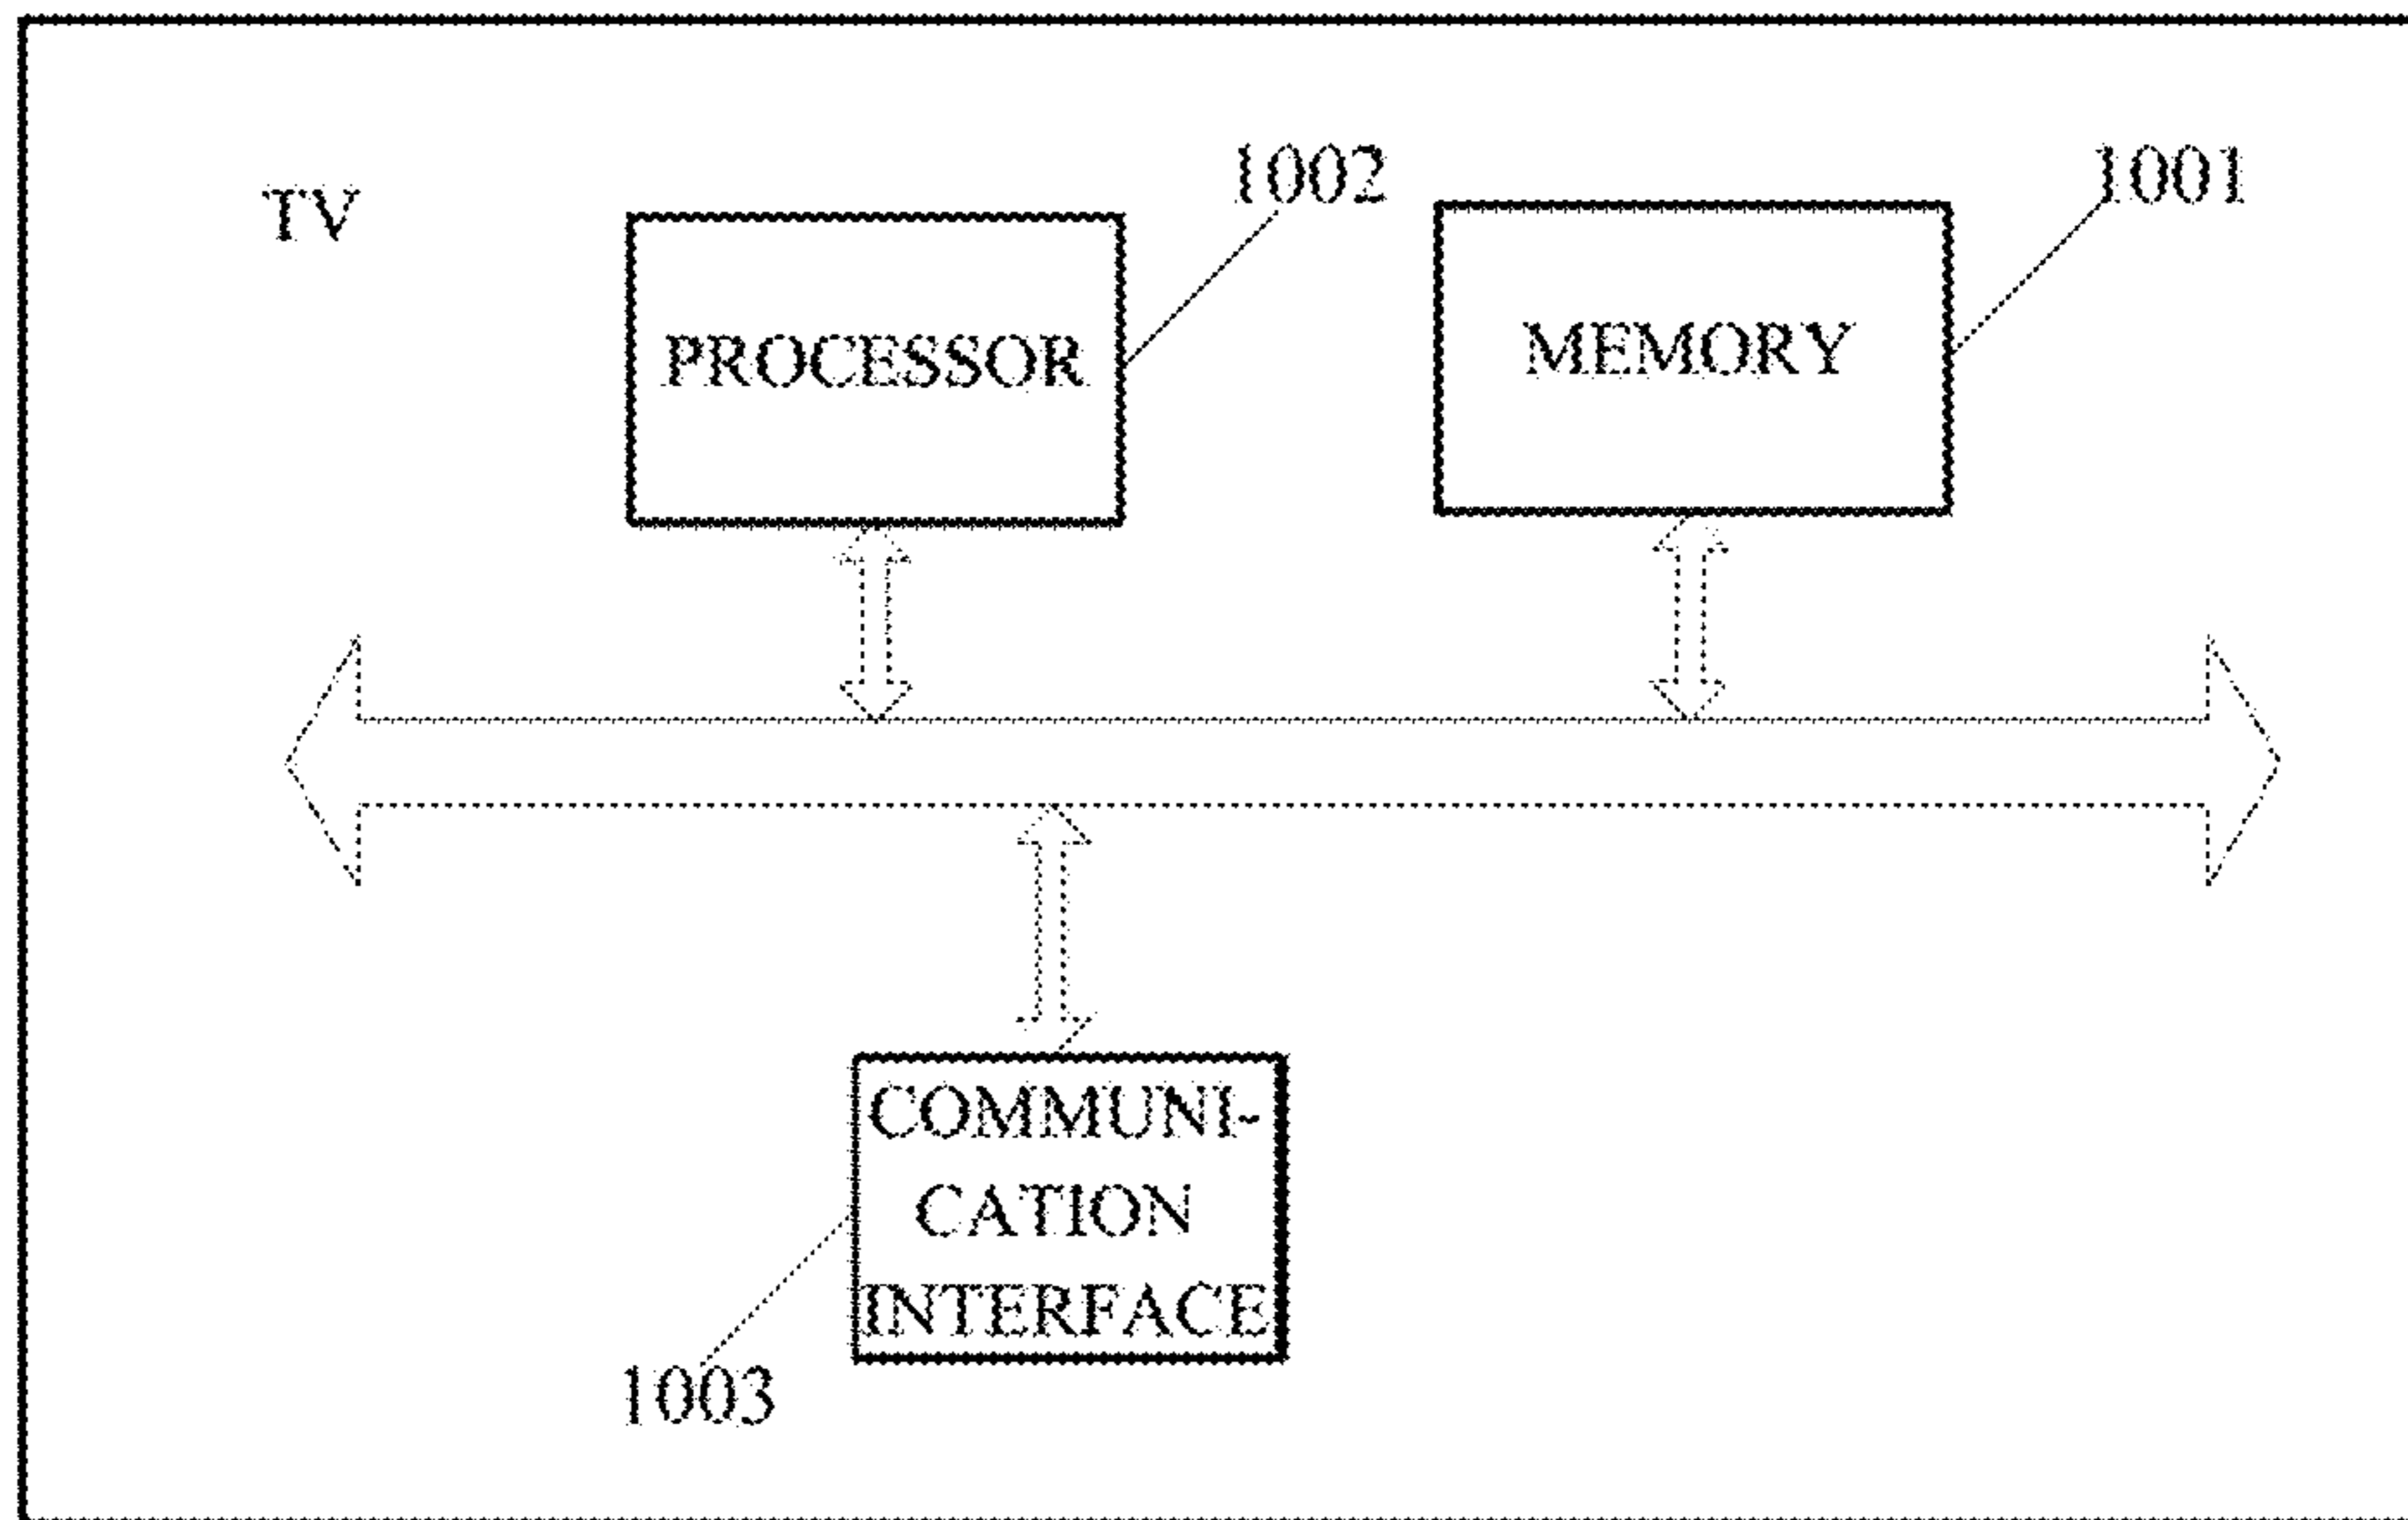 1002
1001
TV
PROCESSOR
MEMORY
COMMUNI-
CATION
INTERFACE
1003